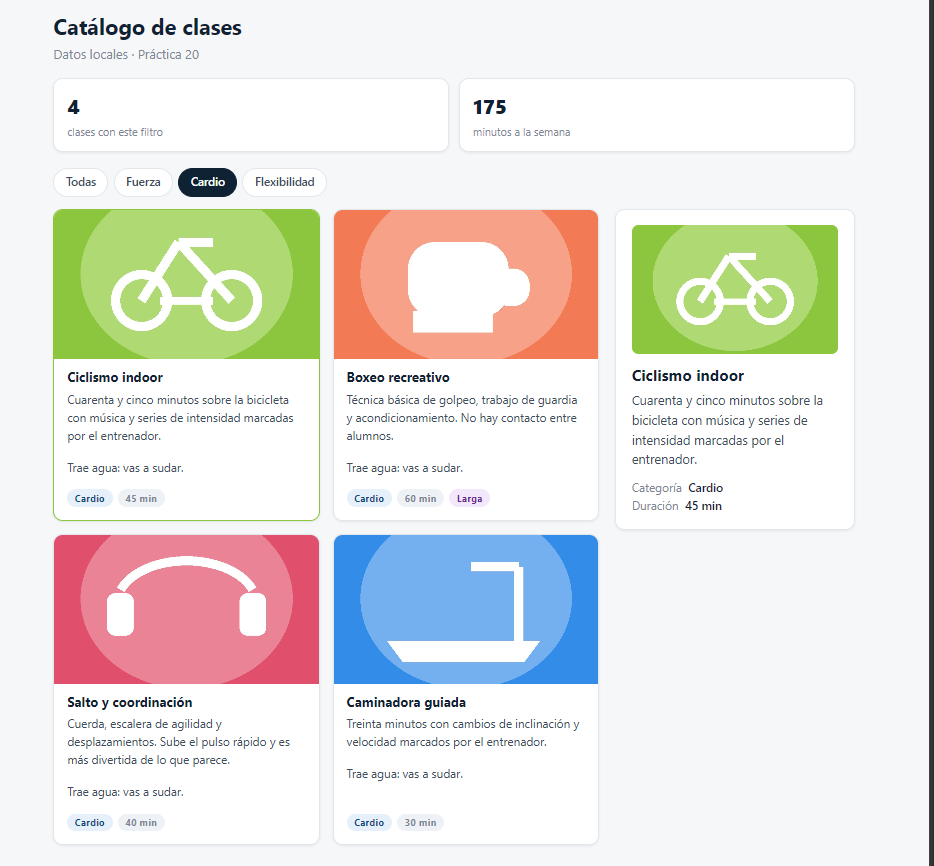 Catálogo de clases
Datos locales · Práctica 20
4
clases con este filtro
175
minutos a la semana
Todas
Fuerza
Cardio
Flexibilidad
Ciclismo indoor
Cuarenta y cinco minutos sobre la bicicleta
con música y series de intensidad marcadas
por el entrenador.
Trae agua: vas a sudar.
Cardio
45 min
Boxeo recreativo
Técnica básica de golpeo, trabajo de guardia
y acondicionamiento. No hay contacto entre
alumnos.
Trae agua: vas a sudar.
Cardio
60 min
Larga
Ciclismo indoor
Cuarenta y cinco minutos sobre la
bicicleta con música y series de
intensidad marcadas por el
entrenador.
Categoría Cardio
Duración 45 min
Salto y coordinación
Cuerda, escalera de agilidad y
desplazamientos. Sube el pulso rápido y es
más divertida de lo que parece.
Trae agua: vas a sudar.
Cardio
40 min
Caminadora guiada
Treinta minutos con cambios de inclinación y
velocidad marcados por el entrenador.
Trae agua: vas a sudar.
Cardio
30 min